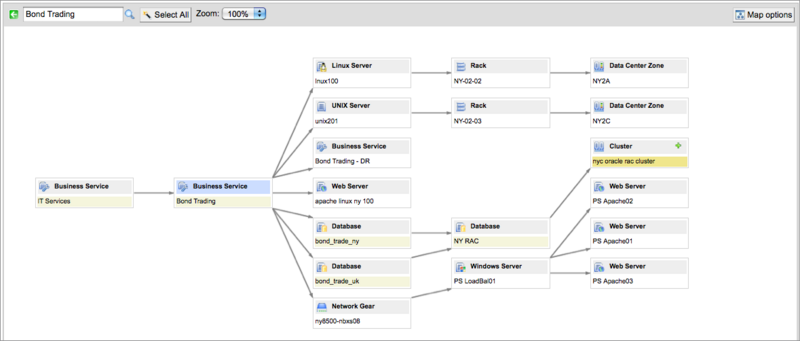 Bond Trading
Select All
Zoom:
100%
Map options
Linux Server
lnux100
Rack
NY-02-02
Data Center Zone
NY2A
UNIX Server
unix201
Rack
NY-02-03
Data Center Zone
NY2C
Business Service
Bond Trading - DR
Cluster
nyc oracle rac cluster
Business Service
IT Services
Business Service
Bond Trading
Web Server
apache linux ny 100
Web Server
PS Apache02
Database
bond_trade_ny
Database
NY RAC
Web Server
PS Apache01
Database
bond_trade_uk
Windows Server
PS LoadBal01
Web Server
PS Apache03
Network Gear
ny8500-nbxs08